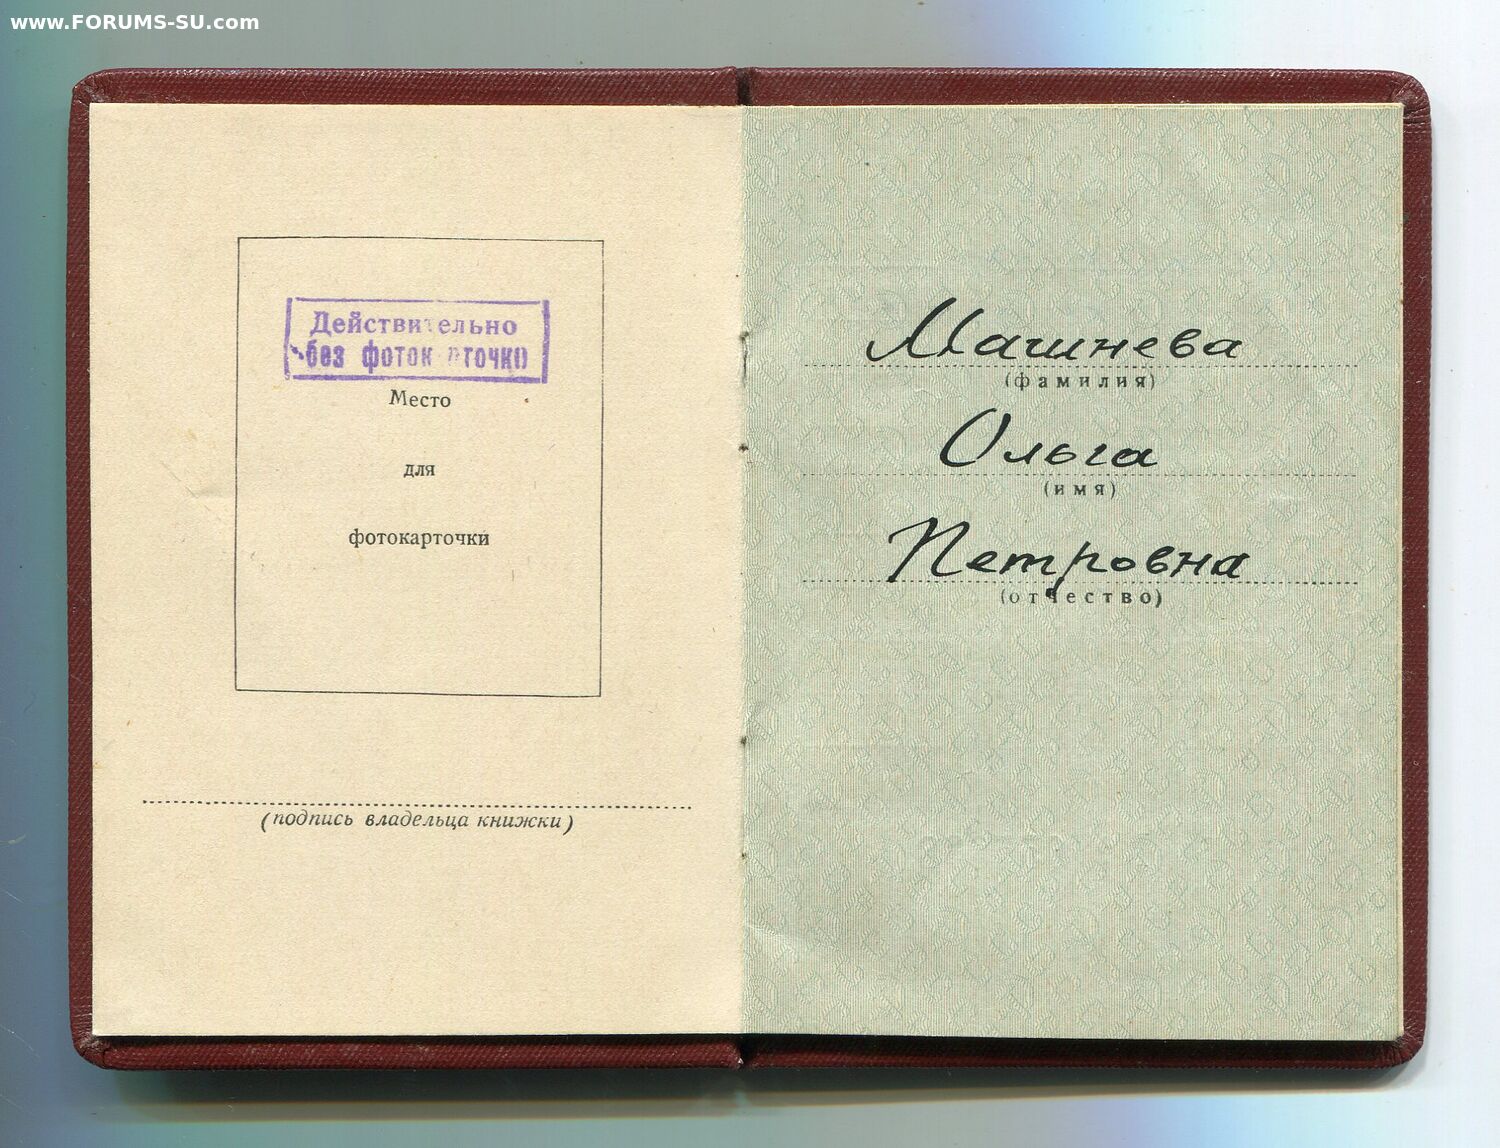 www.FORUMS-SU.com
Действительно
без фотокарточки
Место
для
фотокарточки
(подпись владельца книжки)
Машнева
(фамилия)
Ольга
(имя)
Петровна
(отчество)